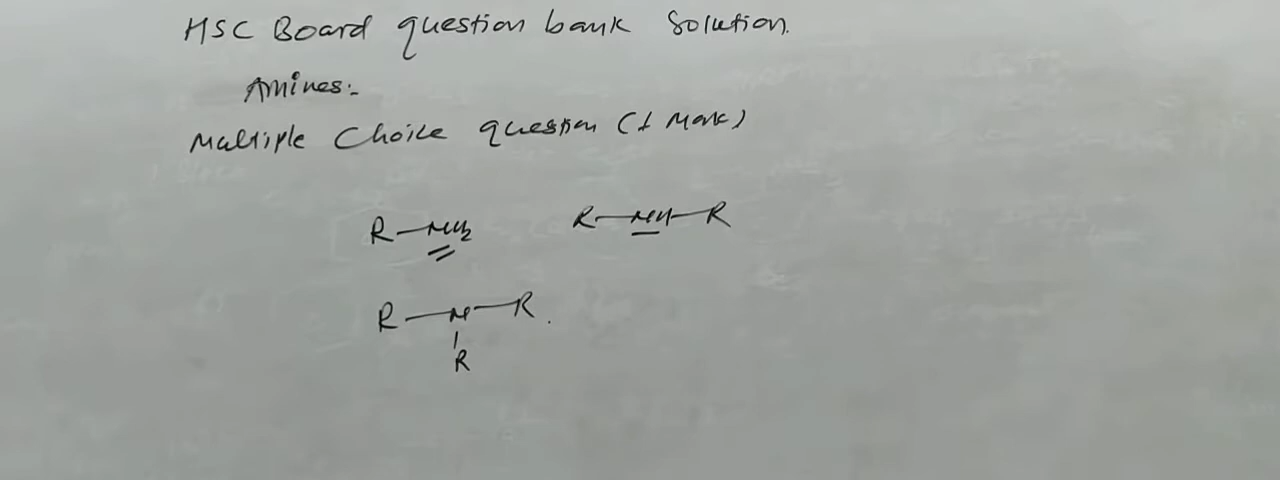 HSC Board question bank Solution.
Amines:-
Multiple Choice question (1 Mark)
R—NH2 R—NH—R
R—N—R.
R